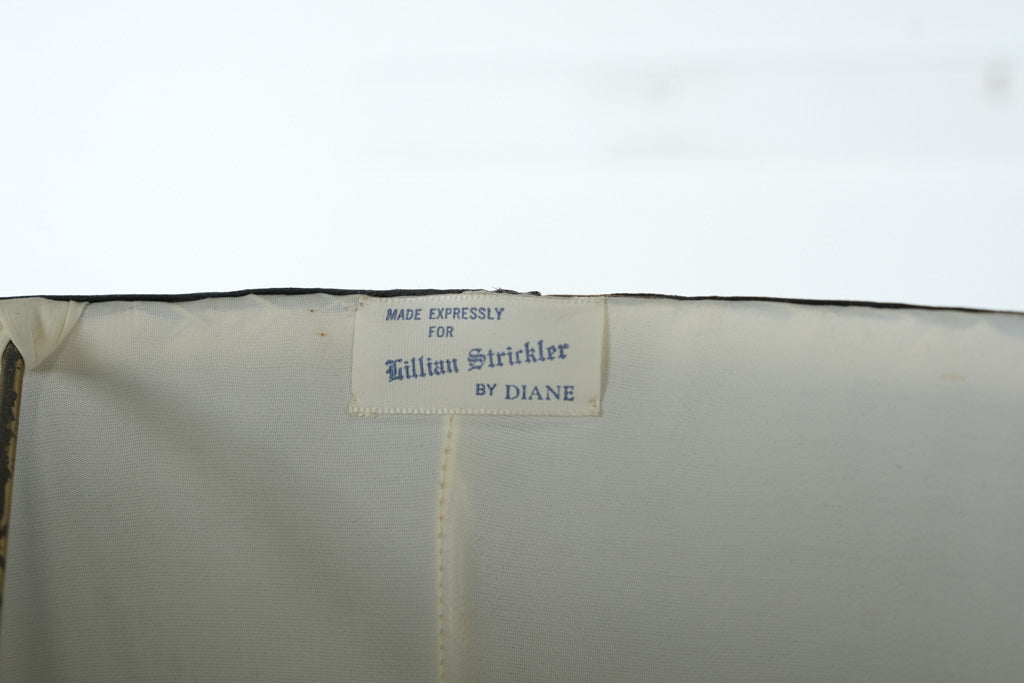 MADE EXPRESSLY
FOR
Lillian Strickler
BY DIANE